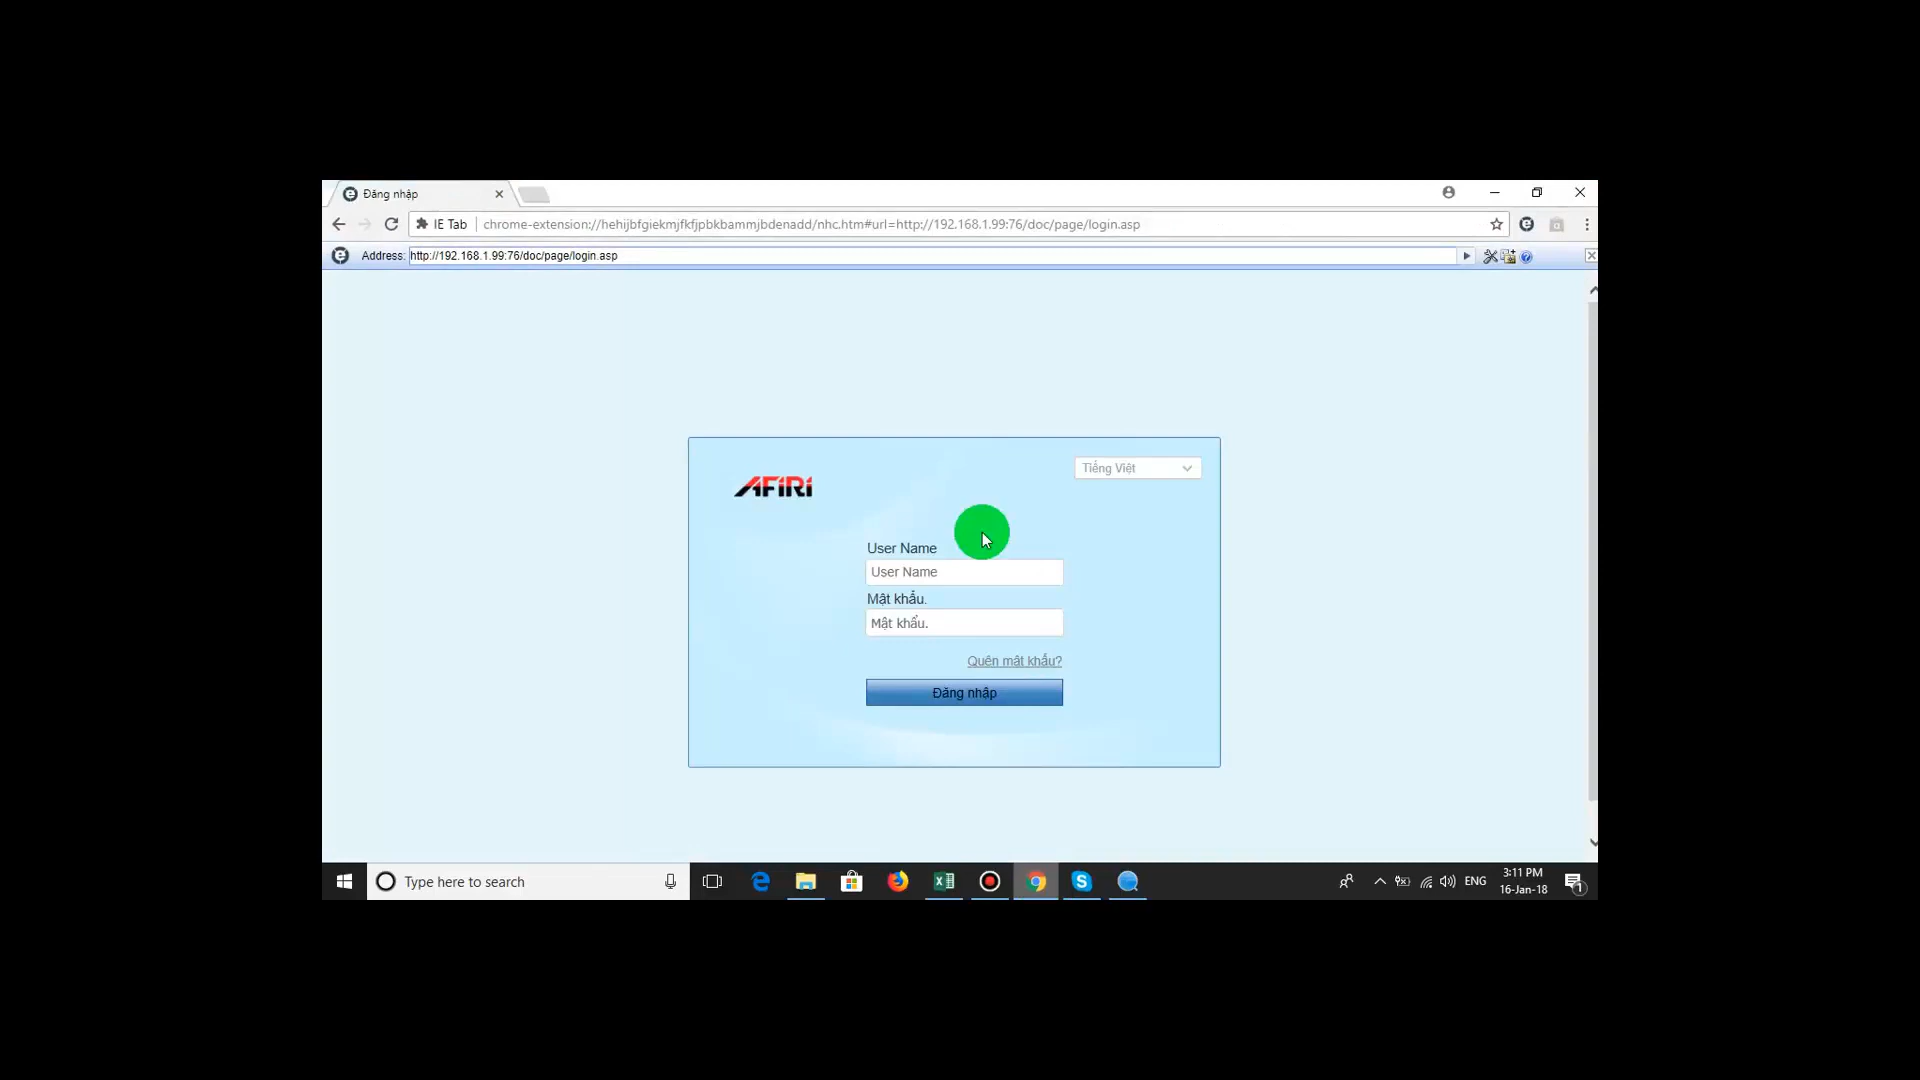 Đăng nhập
IE Tab
chrome-extension://hehijbfgiekmjfkfjpbkbammjbdenadd/nhc.htm#url=http://192.168.1.99:76/doc/page/login.asp
Address: http://192.168.1.99:76/doc/page/login.asp
AFIRI
Tiếng Việt
User Name
User Name
Mật khẩu.
Mật khẩu.
Quên mật khẩu?
Đăng nhập
Type here to search
ENG
3:11 PM
16-Jan-18
1